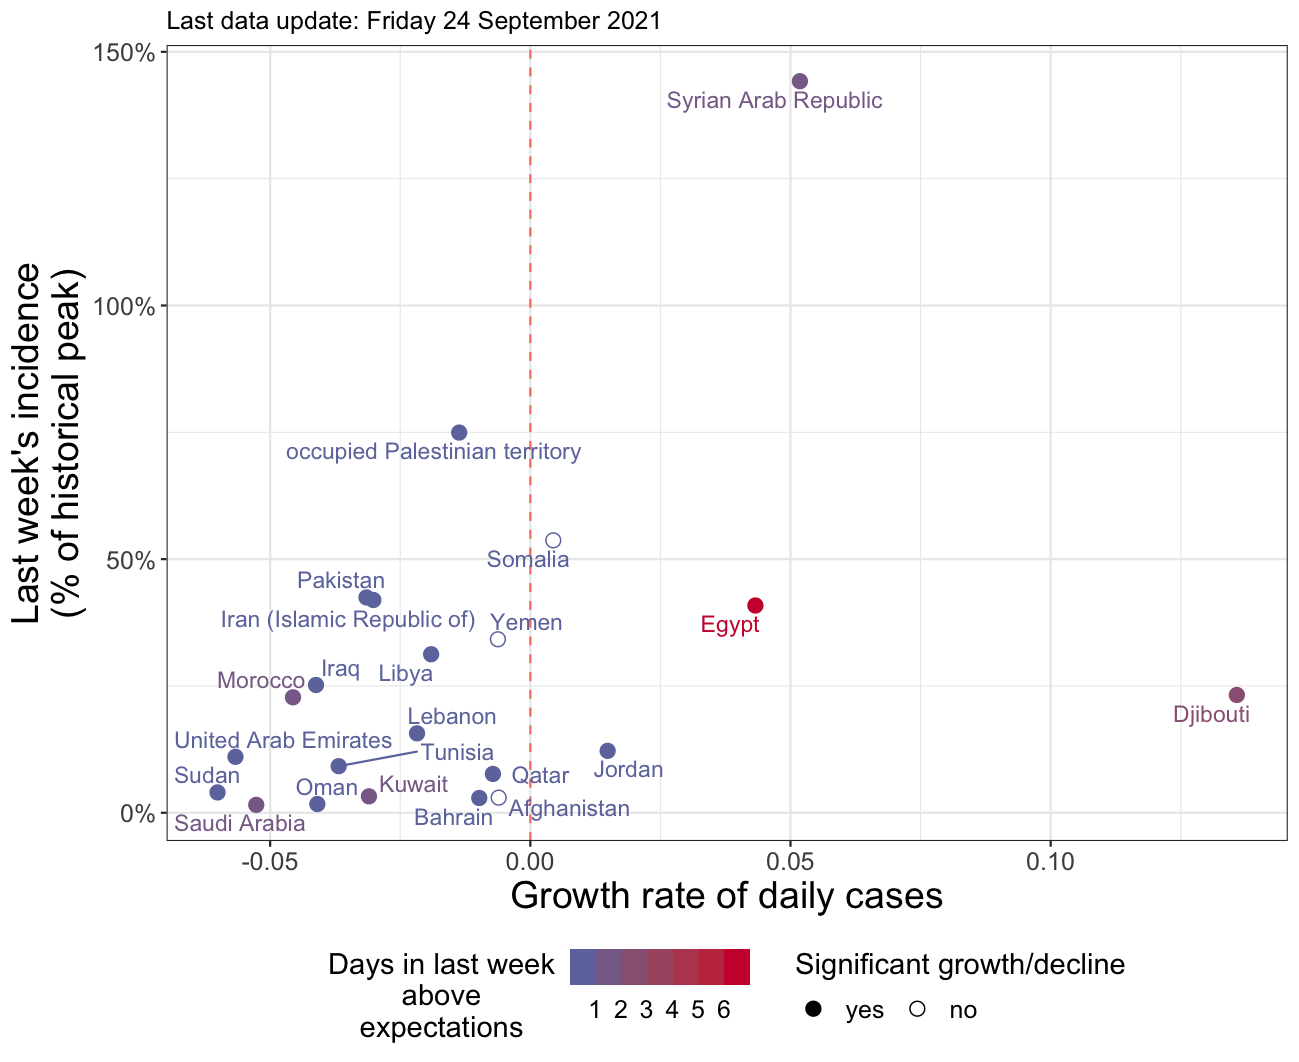 Last data update: Friday 24 September 2021
150%
100%
50%
0%
Last week's incidence
(% of historical peak)
Syrian Arab Republic
occupied Palestinian territory
Somalia
Pakistan
Iran (Islamic Republic of)
Yemen
Egypt
Iraq
Libya
Morocco
Djibouti
Lebanon
United Arab Emirates
Tunisia
Jordan
Sudan
Qatar
Oman
Kuwait
Afghanistan
Bahrain
Saudi Arabia
-0.05 0.00 0.05 0.10
Growth rate of daily cases
Days in last week
above
expectations
1 2 3 4 5 6
Significant growth/decline
yes no